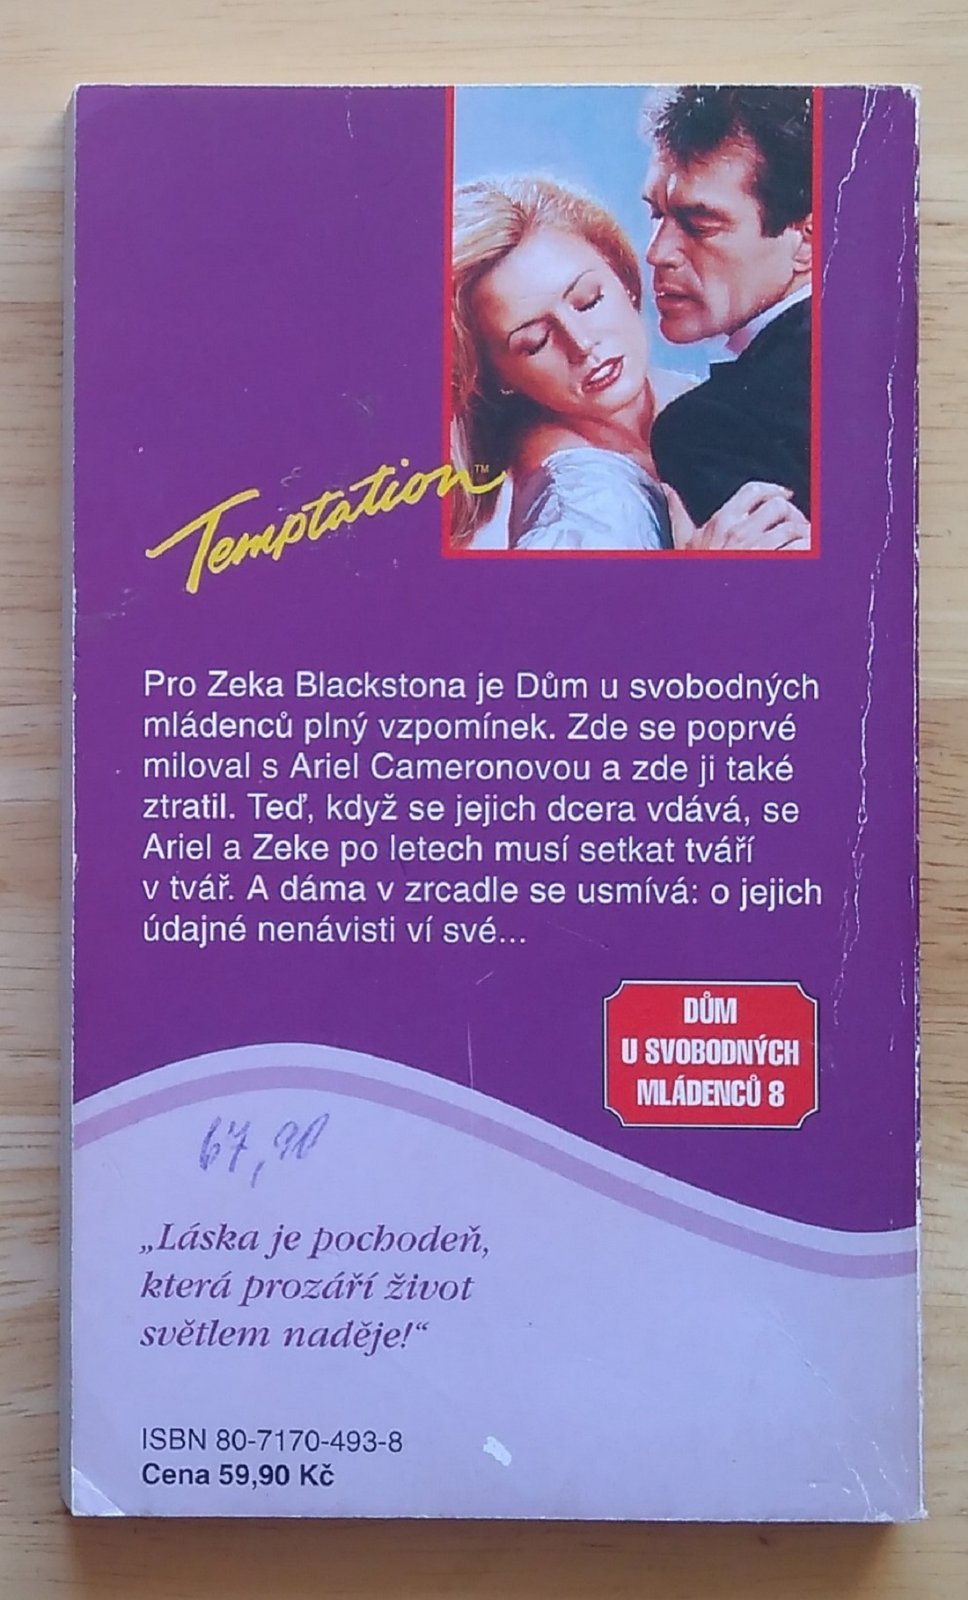 Temptation™
Pro Zeka Blackstona je Dům u svobodných
mládenců plný vzpomínek. Zde se poprvé
miloval s Ariel Cameronovou a zde ji také
ztratil. Teď, když se jejich dcera vdává, se
Ariel a Zeke po letech musí setkat tváří
v tvář. A dáma v zrcadle se usmívá: o jejich
údajné nenávisti ví své...
DŮM
U SVOBODNÝCH
MLÁDENCŮ 8
67,90
„Láska je pochodeň,
která prozáří život
světlem naděje!“
ISBN 80-7170-493-8
Cena 59,90 Kč